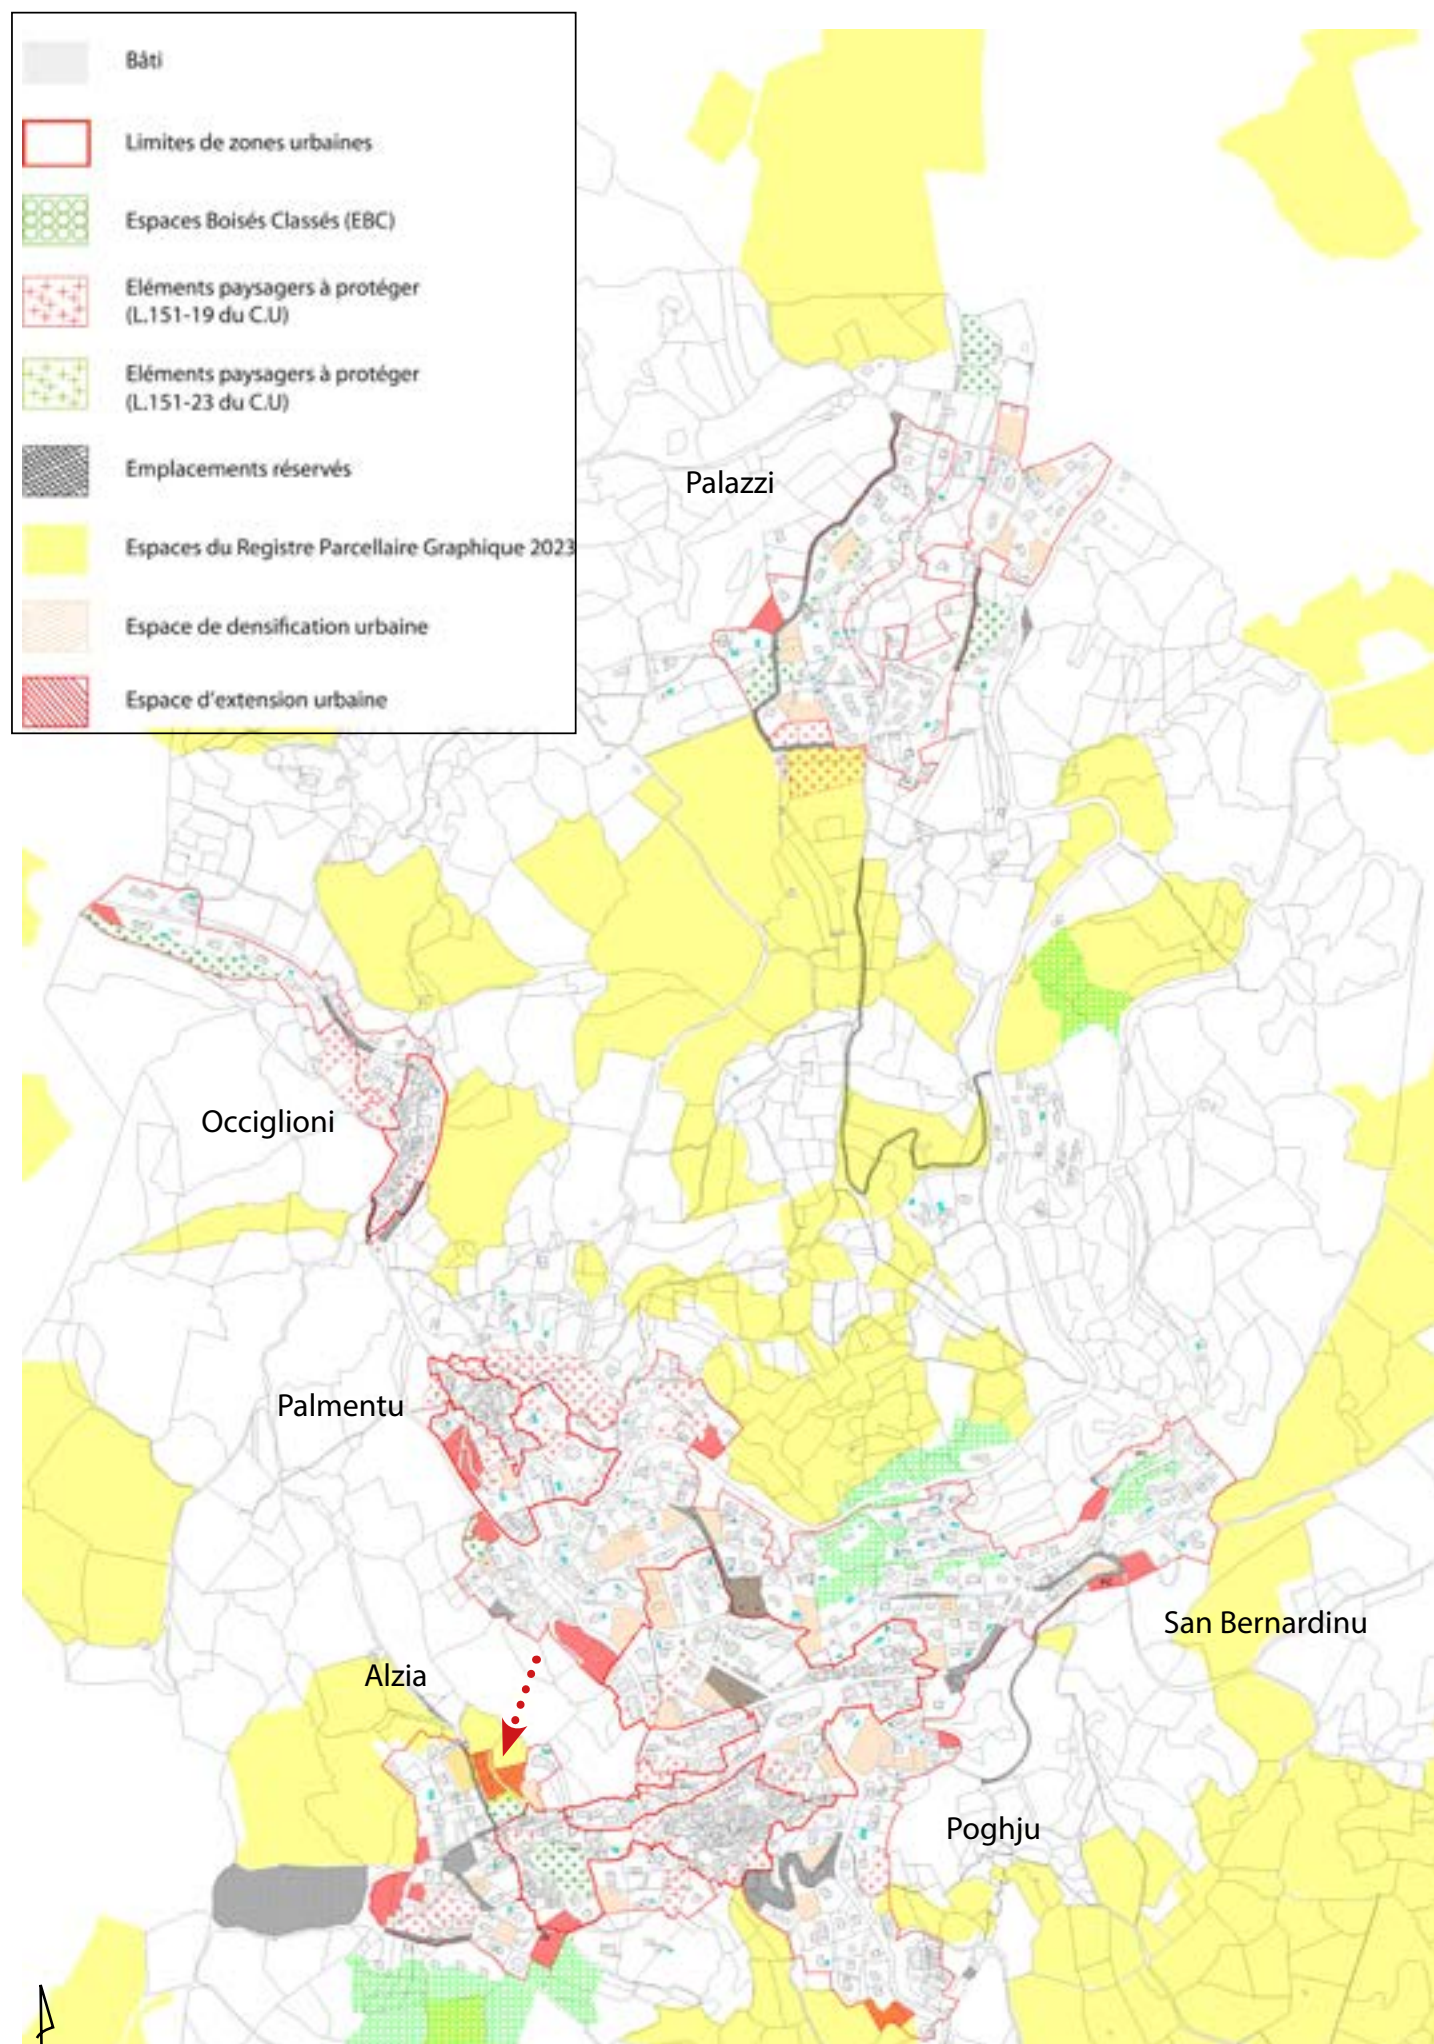 Bâti
Limites de zones urbaines
Espaces Boisés Classés (EBC)
Eléments paysagers à protéger
(L.151-19 du C.U)
Eléments paysagers à protéger
(L.151-23 du C.U)
Emplacements réservés
Espaces du Registre Parcellaire Graphique 2023
Espace de densification urbaine
Espace d'extension urbaine
Palazzi
Occiglioni
Palmentu
San Bernardinu
Alzia
Poghju